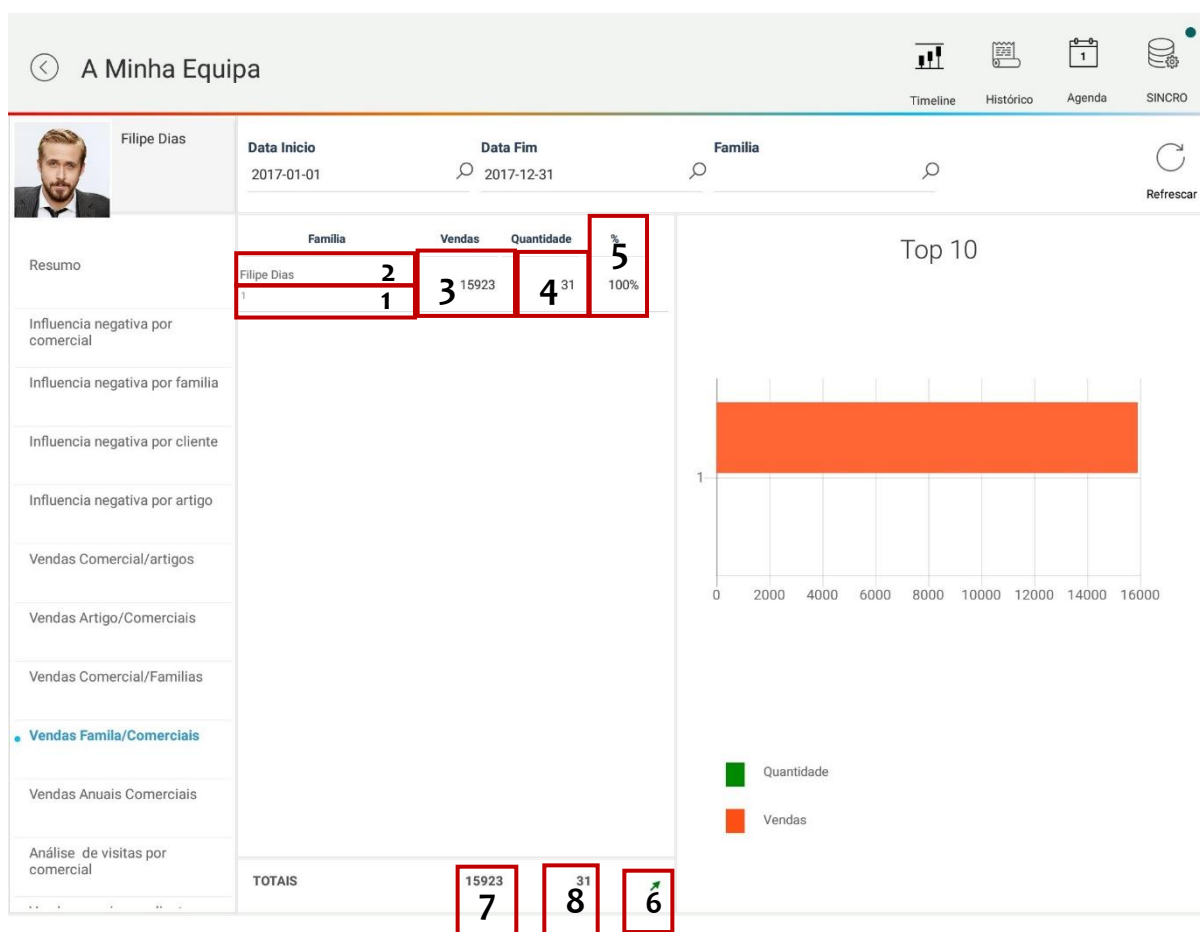 A Minha Equipa
1
Timeline
Histórico
Agenda
SINCRO
Filipe Dias
Data Inicio
Data Fim
Familia
2017-01-01
2017-12-31
Refrescar
Resumo
Influencia negativa por
comercial
Influencia negativa por familia
Influencia negativa por cliente
Influencia negativa por artigo
Vendas Comercial/artigos
Vendas Artigo/Comerciais
Vendas Comercial/Familias
Vendas Famila/Comerciais
Vendas Anuais Comerciais
Análise de visitas por
comercial
Família Vendas Quantidade %
5
Filipe Dias 2
3 15923 4 31 100%
1 1
TOTAIS 15923 31
7 8 6
Top 10
1
0 2000 4000 6000 8000 10000 12000 14000 16000
Quantidade
Vendas